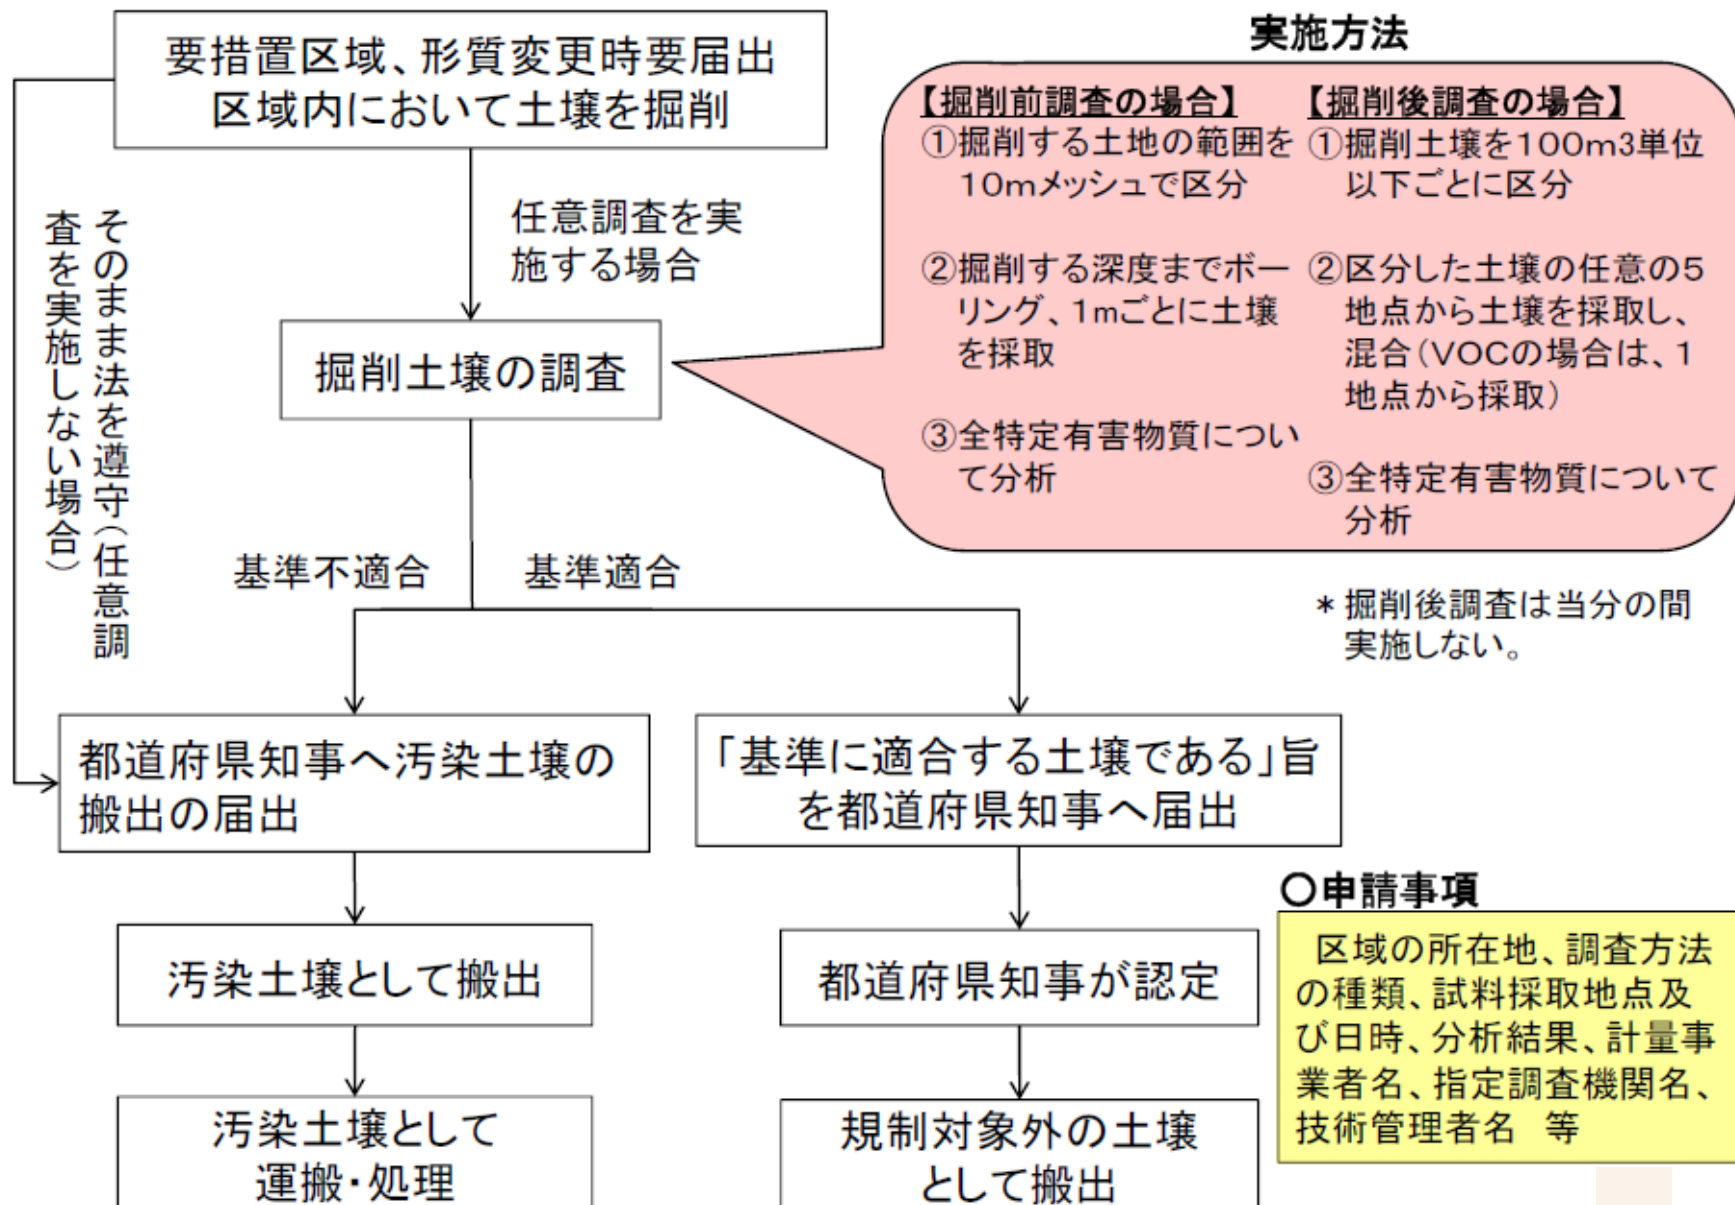 要措置区域、形質変更時要届出
区域内において土壌を掘削
任意調査を実
施する場合
そのまま法を遵守(任意調
査を実施しない場合)
掘削土壌の調査
実施方法
【掘削前調査の場合】
①掘削する土地の範囲を
10mメッシュで区分
②掘削する深度までボー
リング、1mごとに土壌
を採取
③全特定有害物質につい
て分析
【掘削後調査の場合】
①掘削土壌を100m3単位
以下ごとに区分
②区分した土壌の任意の5
地点から土壌を採取し、
混合(VOCの場合は、1
地点から採取)
③全特定有害物質について
分析
*掘削後調査は当分の間
実施しない。
基準不適合
基準適合
都道府県知事へ汚染土壌の
搬出の届出
「基準に適合する土壌である」旨
を都道府県知事へ届出
汚染土壌として搬出
都道府県知事が認定
汚染土壌として
運搬・処理
規制対象外の土壌
として搬出
〇申請事項
区域の所在地、調査方法
の種類、試料採取地点及
び日時、分析結果、計量事
業者名、指定調査機関名、
技術管理者名 等